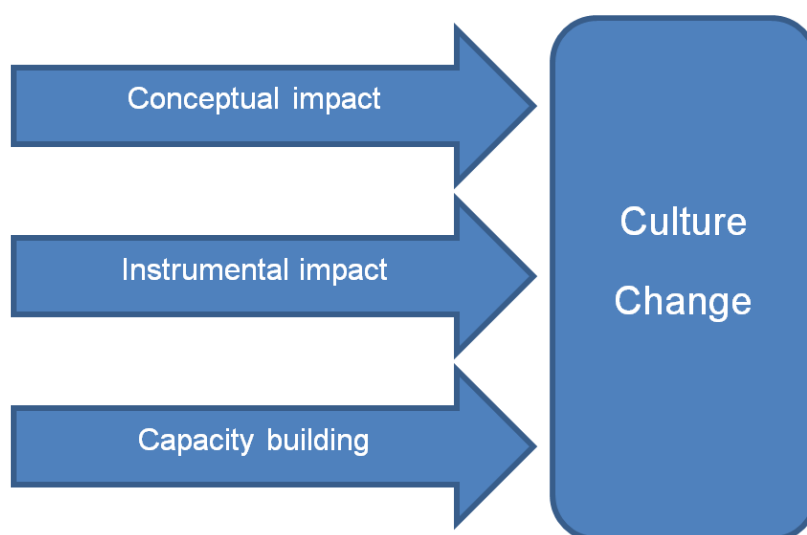 Conceptual impact
Instrumental impact
Capacity building
Culture
Change